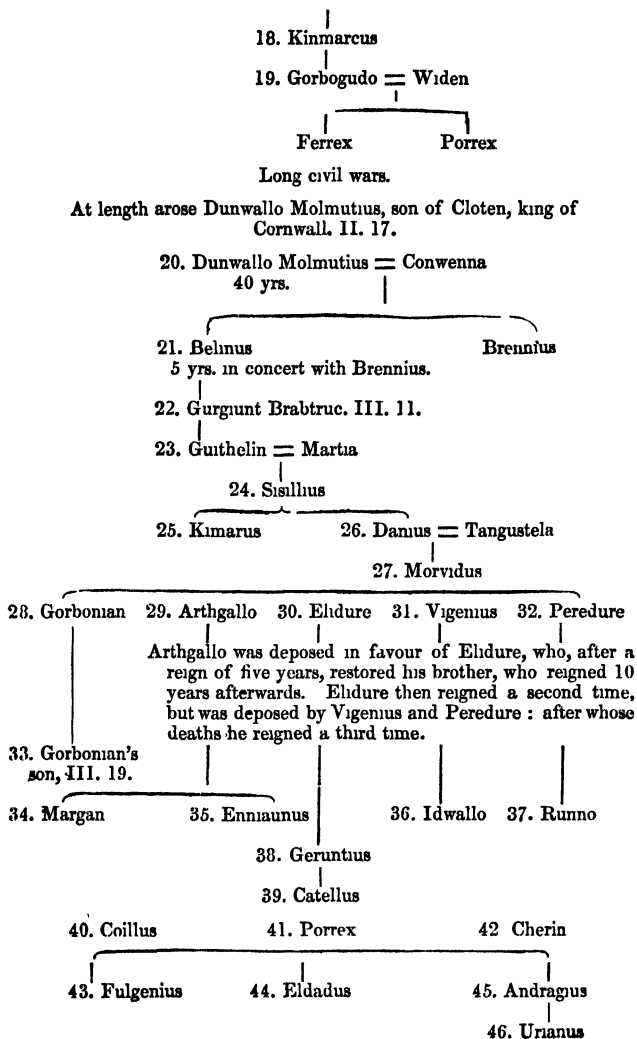 18. Kinmarcus
19. Gorbogudo = Widen
Ferrex Porrex
Long civil wars.
At length arose Dunwallo Molmutius, son of Cloten, king of
Cornwall. II. 17.
20. Dunwallo Molmutius = Conwenna
40 yrs.
21. Belinus Brennius
5 yrs. in concert with Brennius.
22. Gurgiunt Brabtruc. III. 11.
23. Guithelin = Martia
24. Sisillius
25. Kimarus 26. Danius = Tangustela
27. Morvidus
28. Gorbonian 29. Arthgallo 30. Elidure 31. Vigenius 32. Peredure
Arthgallo was deposed in favour of Elidure, who, after a
reign of five years, restored his brother, who reigned 10
years afterwards. Elidure then reigned a second time,
but was deposed by Vigenius and Peredure : after whose
deaths he reigned a third time.
33. Gorbonian's
son, III. 19.
34. Margan 35. Enniaunus 36. Idwallo 37. Runno
38. Geruntius
39. Catellus
40. Coillus 41. Porrex 42 Cherin
43. Fulgenius 44. Eldadus 45. Andragius
46. Urianus